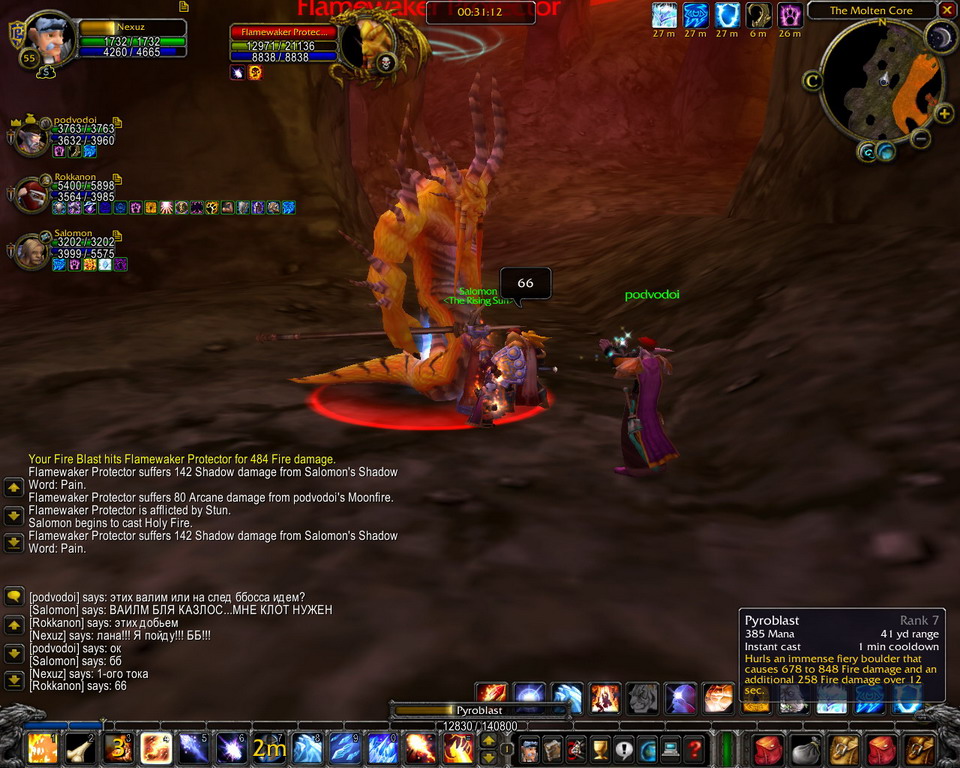 Flamewaker Protector
00:31:12
The Molten Core
N
Nexuz
1732 / 1732
4260 / 4665
55
Flamewaker Protec...
12971 / 21136
8838 / 8838
27 m
27 m
27 m
6 m
26 m
podvodoi
3763 / 3763
3632 / 3960
Rokkanon
5400 / 5898
3564 / 3985
Salomon
3202 / 3202
3999 / 5575
66
Salomon
<The Rising Sun>
podvodoi
Your Fire Blast hits Flamewaker Protector for 484 Fire damage.
Flamewaker Protector suffers 142 Shadow damage from Salomon's Shadow
Word: Pain.
Flamewaker Protector suffers 80 Arcane damage from podvodoi's Moonfire.
Flamewaker Protector is afflicted by Stun.
Salomon begins to cast Holy Fire.
Flamewaker Protector suffers 142 Shadow damage from Salomon's Shadow
Word: Pain.
[podvodoi] says: этих валим или на след ббосса идем?
[Salomon] says: ВАИЛМ БЛЯ КАЗЛОС...МНЕ КЛОТ НУЖЕН
[Rokkanon] says: этих добьем
[Nexuz] says: лана!!! Я пойду!!! ББ!!!
[podvodoi] says: ок
[Salomon] says: бб
[Nexuz] says: 1-ого тока
[Rokkanon] says: 66
Pyroblast Rank 7
385 Mana 41 yd range
Instant cast 1 min cooldown
Hurls an immense fiery boulder that
causes 678 to 848 Fire damage and an
additional 258 Fire damage over 12
sec.
Pyroblast
12830 / 140800
3
2m
1